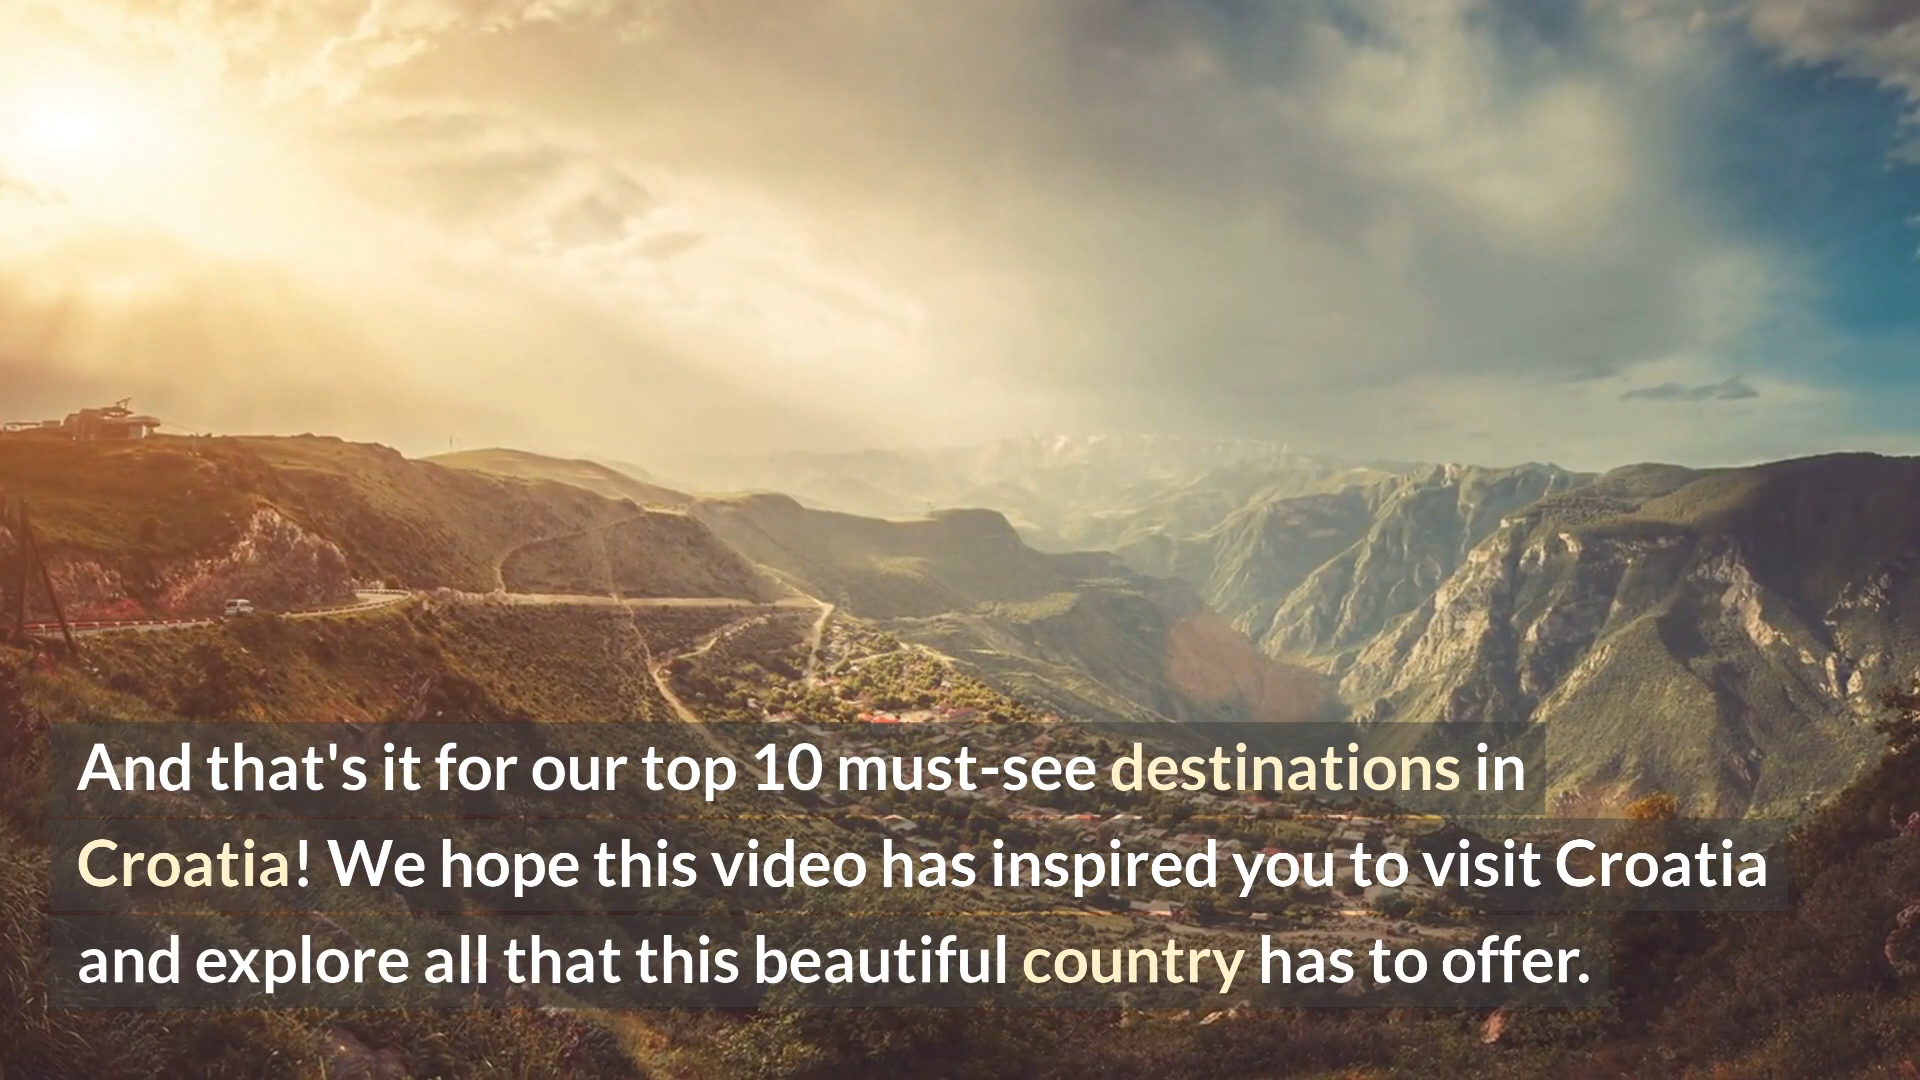 And that's it for our top 10 must-see destinations in
Croatia! We hope this video has inspired you to visit Croatia
and explore all that this beautiful country has to offer.